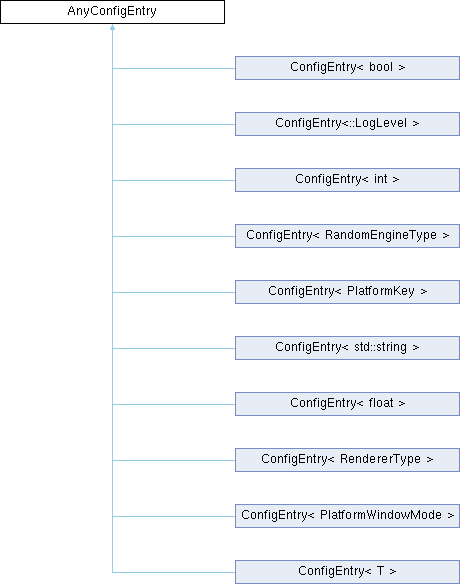 AnyConfigEntry
ConfigEntry< bool >
ConfigEntry<::LogLevel >
ConfigEntry< int >
ConfigEntry< RandomEngineType >
ConfigEntry< PlatformKey >
ConfigEntry< std::string >
ConfigEntry< float >
ConfigEntry< RendererType >
ConfigEntry< PlatformWindowMode >
ConfigEntry< T >